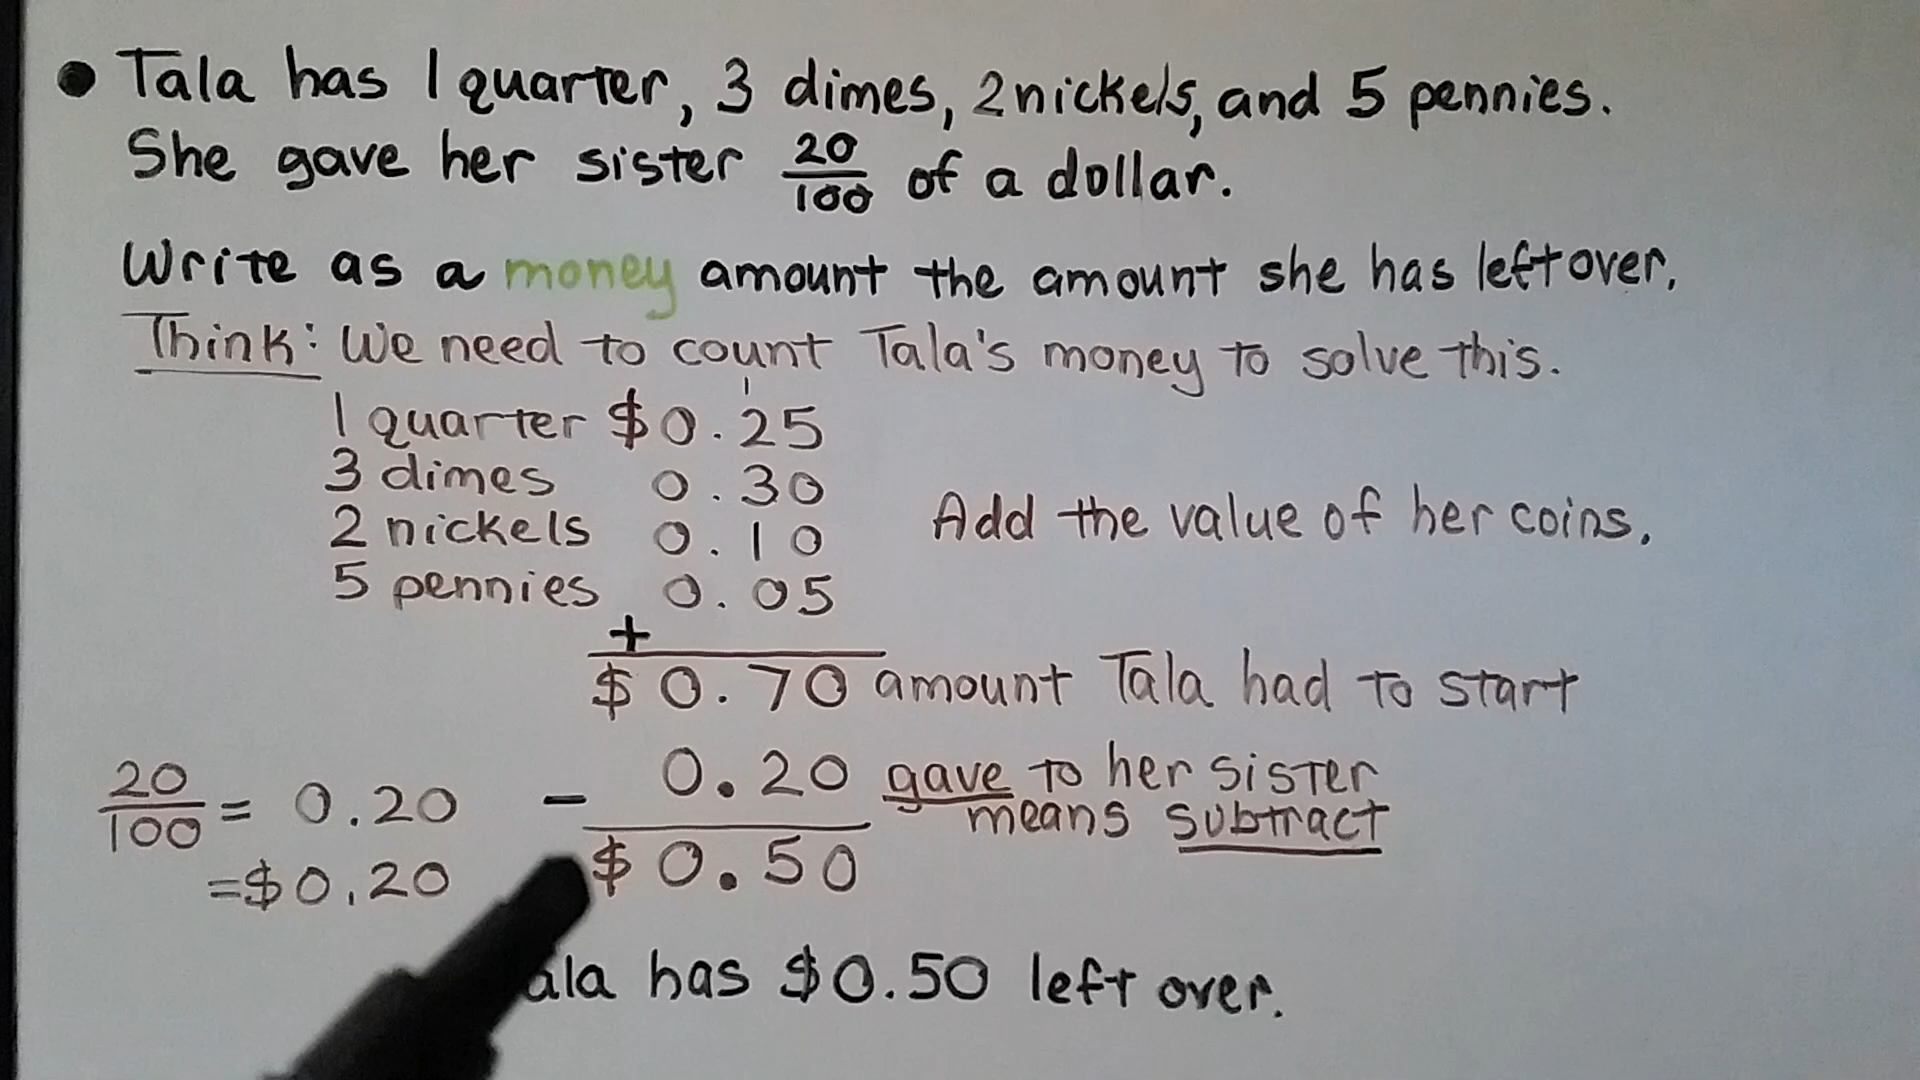 • Tala has 1 quarter, 3 dimes, 2 nickels, and 5 pennies.
She gave her sister 20/100 of a dollar.
Write as a money amount the amount she has left over.
Think: We need to count Tala's money to solve this.
1
1 quarter $0.25
3 dimes 0.30
2 nickels 0.10
Add the value of her coins.
5 pennies 0.05
+
$0.70 amount Tala had to start
20/100 = 0.20
- 0.20 gave to her sister
means subtract
= $0.20
$0.50
ala has $0.50 left over.